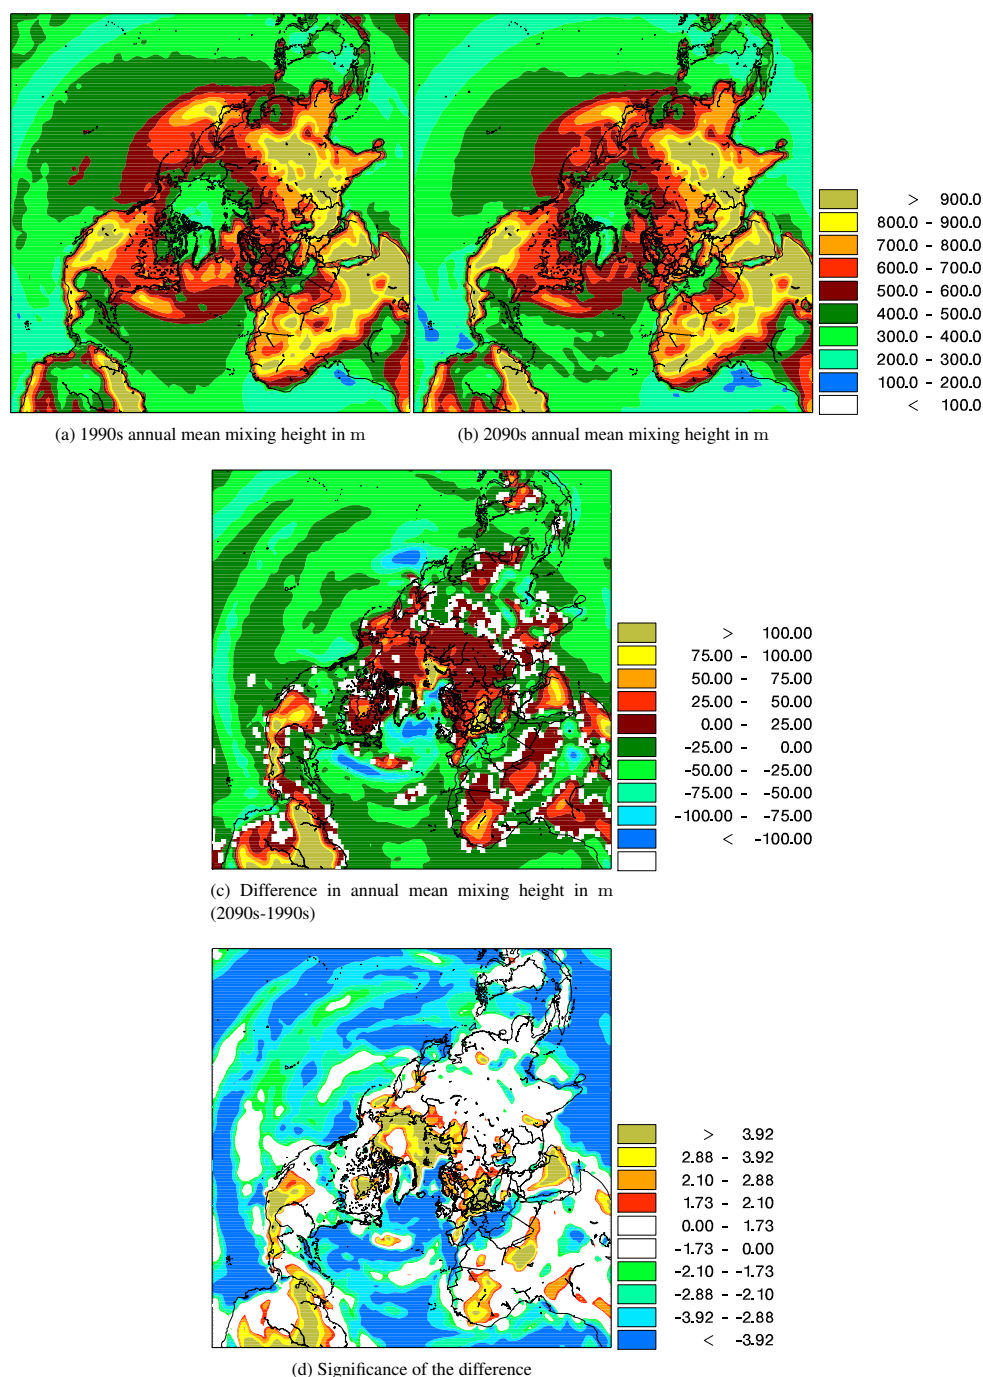 > 900.0
800.0 - 900.0
700.0 - 800.0
600.0 - 700.0
500.0 - 600.0
400.0 - 500.0
300.0 - 400.0
200.0 - 300.0
100.0 - 200.0
< 100.0
(a) 1990s annual mean mixing height in m
(b) 2090s annual mean mixing height in m
> 100.00
75.00 - 100.00
50.00 - 75.00
25.00 - 50.00
0.00 - 25.00
-25.00 - 0.00
-50.00 - -25.00
-75.00 - -50.00
-100.00 - -75.00
< -100.00
(c) Difference in annual mean mixing height in m
(2090s-1990s)
> 3.92
2.88 - 3.92
2.10 - 2.88
1.73 - 2.10
0.00 - 1.73
-1.73 - 0.00
-2.10 - -1.73
-2.88 - -2.10
-3.92 - -2.88
< -3.92
(d) Significance of the difference